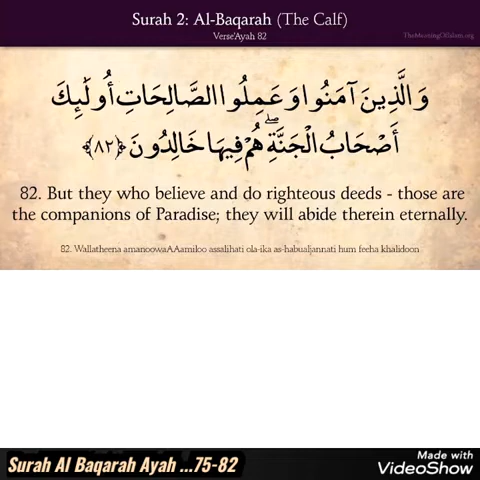 Surah 2: Al-Baqarah (The Calf)
Verse'Ayah 82
TheMeaningOfIslam.org
وَالَّذِينَ آمَنُوا وَعَمِلُوا الصَّالِحَاتِ أُولَٰئِكَ
أَصْحَابُ الْجَنَّةِ ۖ هُمْ فِيهَا خَالِدُونَ ﴿٨٢﴾
82. But they who believe and do righteous deeds - those are
the companions of Paradise; they will abide therein eternally.
82. Wallatheena amanoowaAAamiloo assalihati ola-ika as-habualjannati hum feeha khalidoon
Surah Al Baqarah Ayah ...75-82
Made with
VideoShow